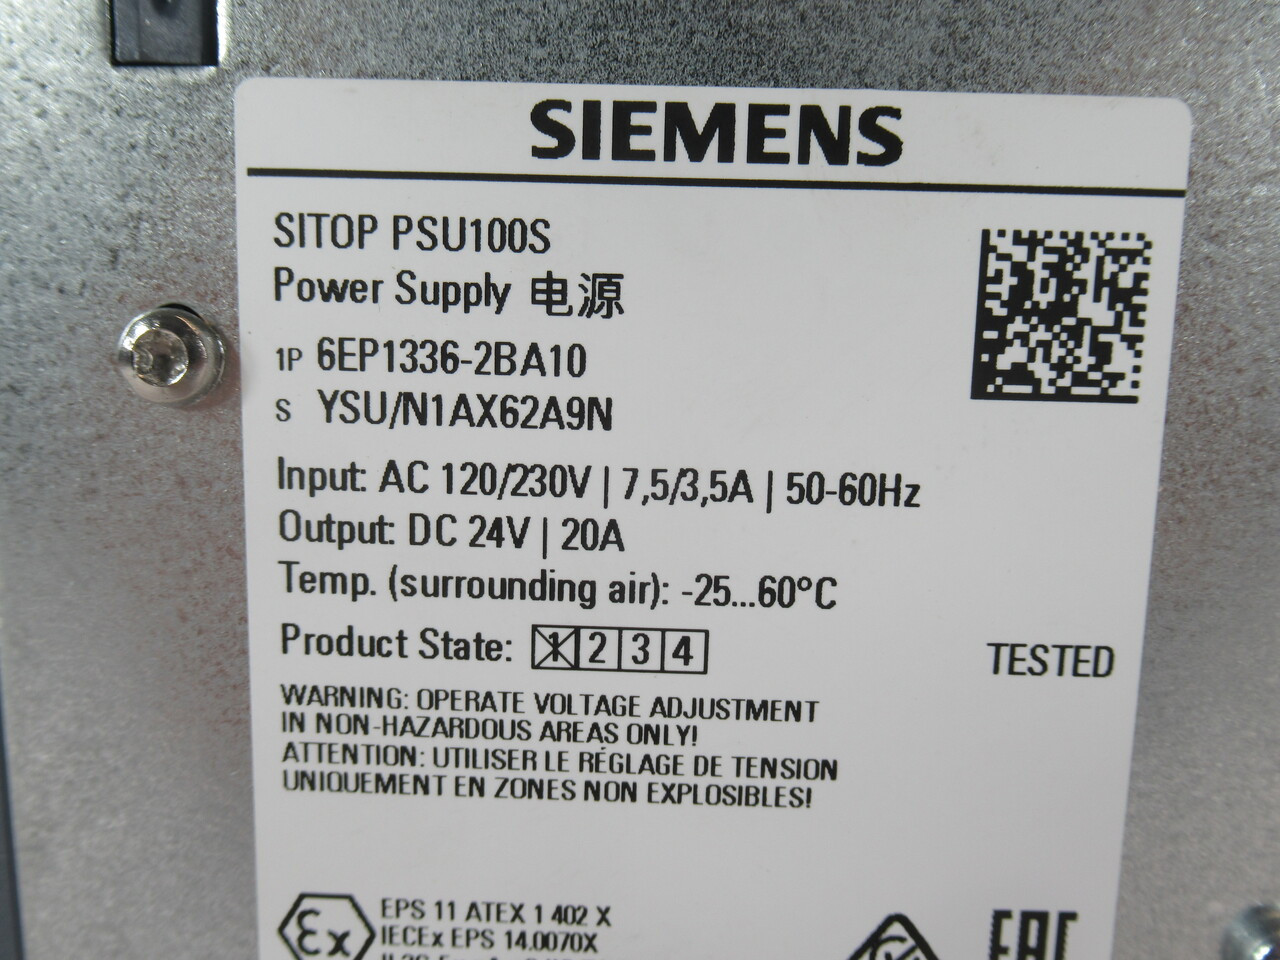 SIEMENS
SITOP PSU100S
Power Supply 电源
1P 6EP1336-2BA10
S YSU/N1AX62A9N
Input: AC 120/230V | 7,5/3,5A | 50-60Hz
Output: DC 24V | 20A
Temp. (surrounding air): -25...60°C
Product State: 1 2 3 4
TESTED
WARNING: OPERATE VOLTAGE ADJUSTMENT
IN NON-HAZARDOUS AREAS ONLY!
ATTENTION: UTILISER LE RÉGLAGE DE TENSION
UNIQUEMENT EN ZONES NON EXPLOSIBLES!
Ex EPS 11 ATEX 1 402 X
IECEx EPS 14.0070X
EAC